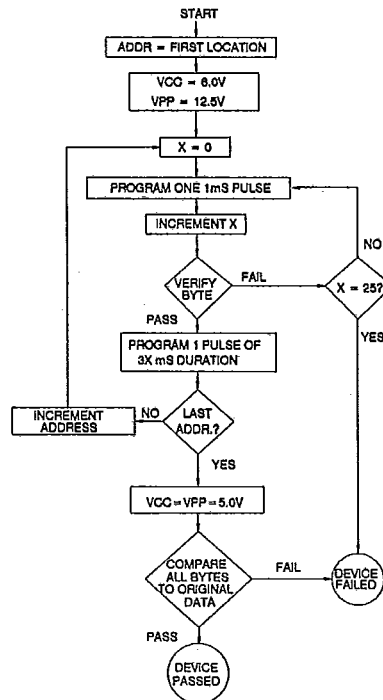 START
ADDR = FIRST LOCATION
VCC = 6.0V
VPP = 12.5V
X = 0
PROGRAM ONE 1mS PULSE
INCREMENT X
NO
VERIFY
BYTE
FAIL
X = 25?
PASS
YES
PROGRAM 1 PULSE OF
3X mS DURATION
INCREMENT
ADDRESS
NO
LAST
ADDR.?
YES
VCC=VPP=5.0V
COMPARE
ALL BYTES
TO ORIGINAL
DATA
FAIL
DEVICE
FAILED
PASS
DEVICE
PASSED